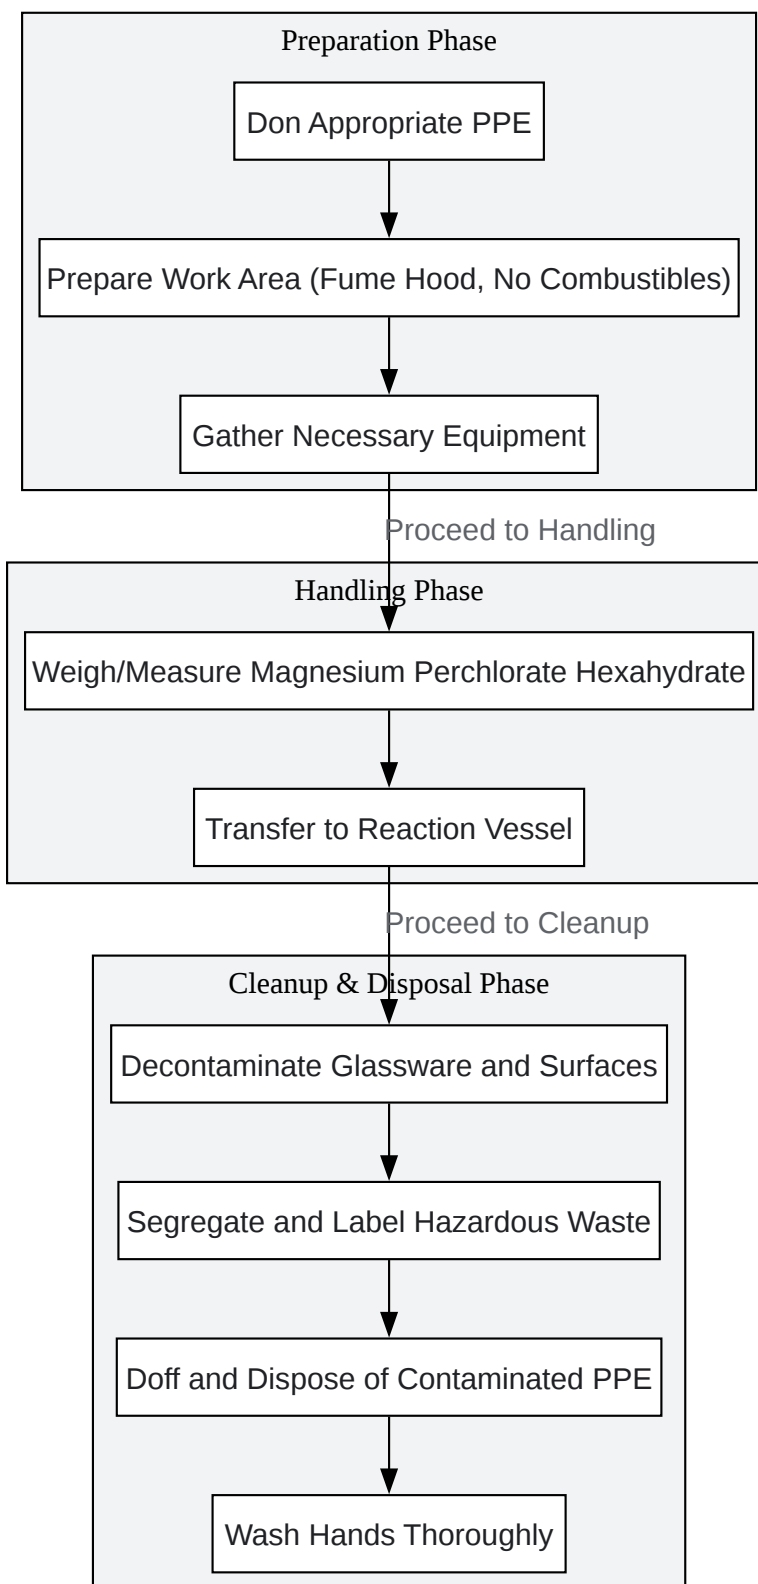 Preparation Phase
Don Appropriate PPE
Prepare Work Area (Fume Hood, No Combustibles)
Gather Necessary Equipment
Proceed to Handling
Handling Phase
Weigh/Measure Magnesium Perchlorate Hexahydrate
Transfer to Reaction Vessel
Proceed to Cleanup
Cleanup & Disposal Phase
Decontaminate Glassware and Surfaces
Segregate and Label Hazardous Waste
Doff and Dispose of Contaminated PPE
Wash Hands Thoroughly